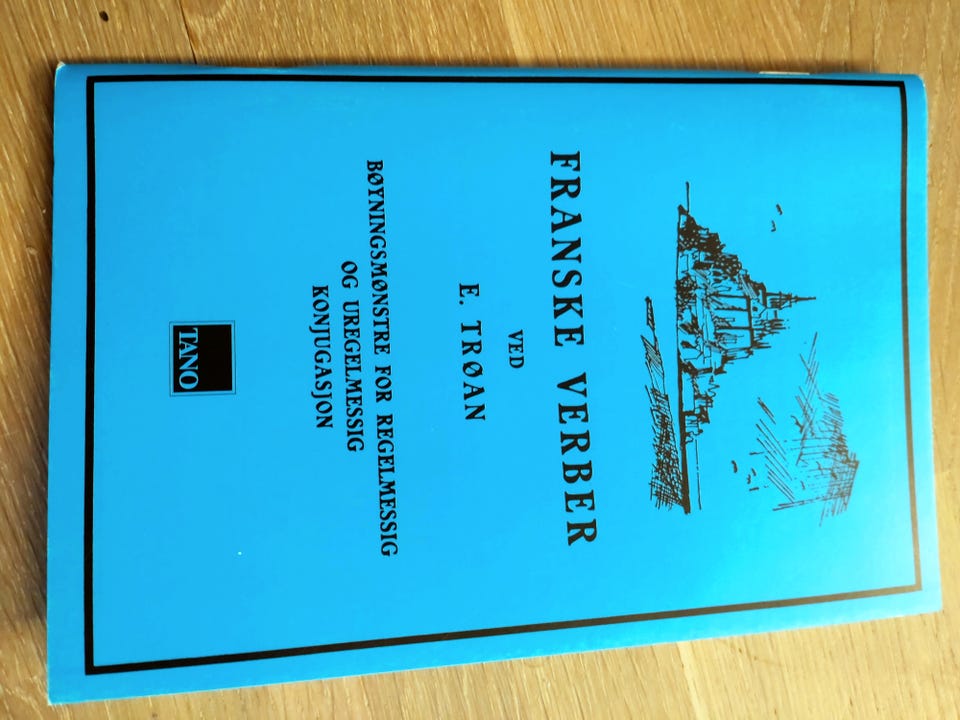 FRANSKE VERBER
VED
E. TRØAN
BØYNINGSMØNSTRE FOR REGELMESSIG
OG UREGELMESSIG
KONJUGASJON
TANO